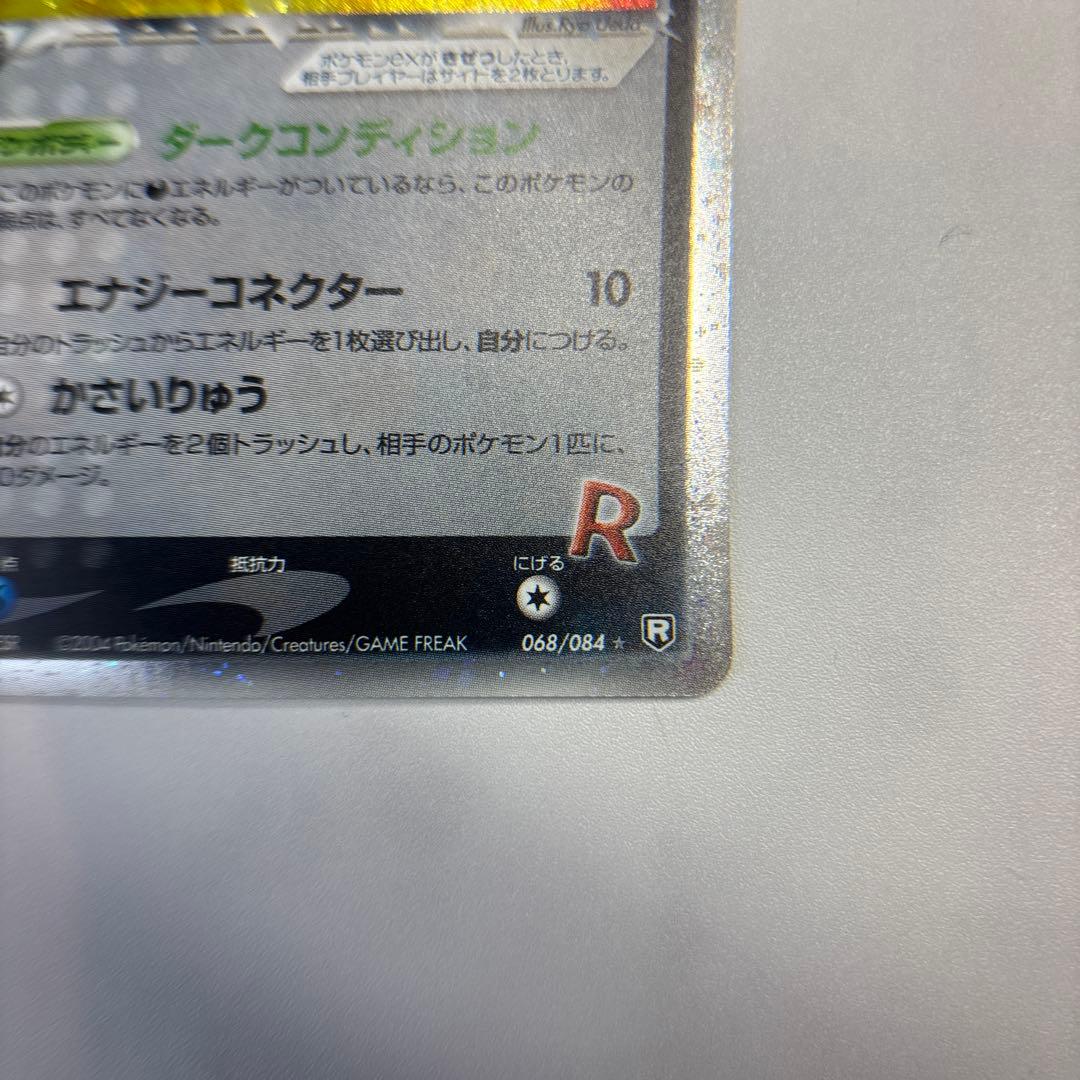 Illus.Ryo Ueda
ポケモンexが きぜつしたとき、
相手プレイヤーはサイドを2枚とります。
ダークコンディション
このポケモンにエネルギーがついているなら、このポケモンの
弱点は、すべてなくなる。
エナジーコネクター 10
自分のトラッシュからエネルギーを1枚選び出し、自分につける。
かさいりゅう
自分のエネルギーを2個トラッシュし、相手のポケモン1匹に、
0ダメージ。
R
点 抵抗力 にげる
©2004 Pokémon/Nintendo/Creatures/GAME FREAK 068/084 ★ R